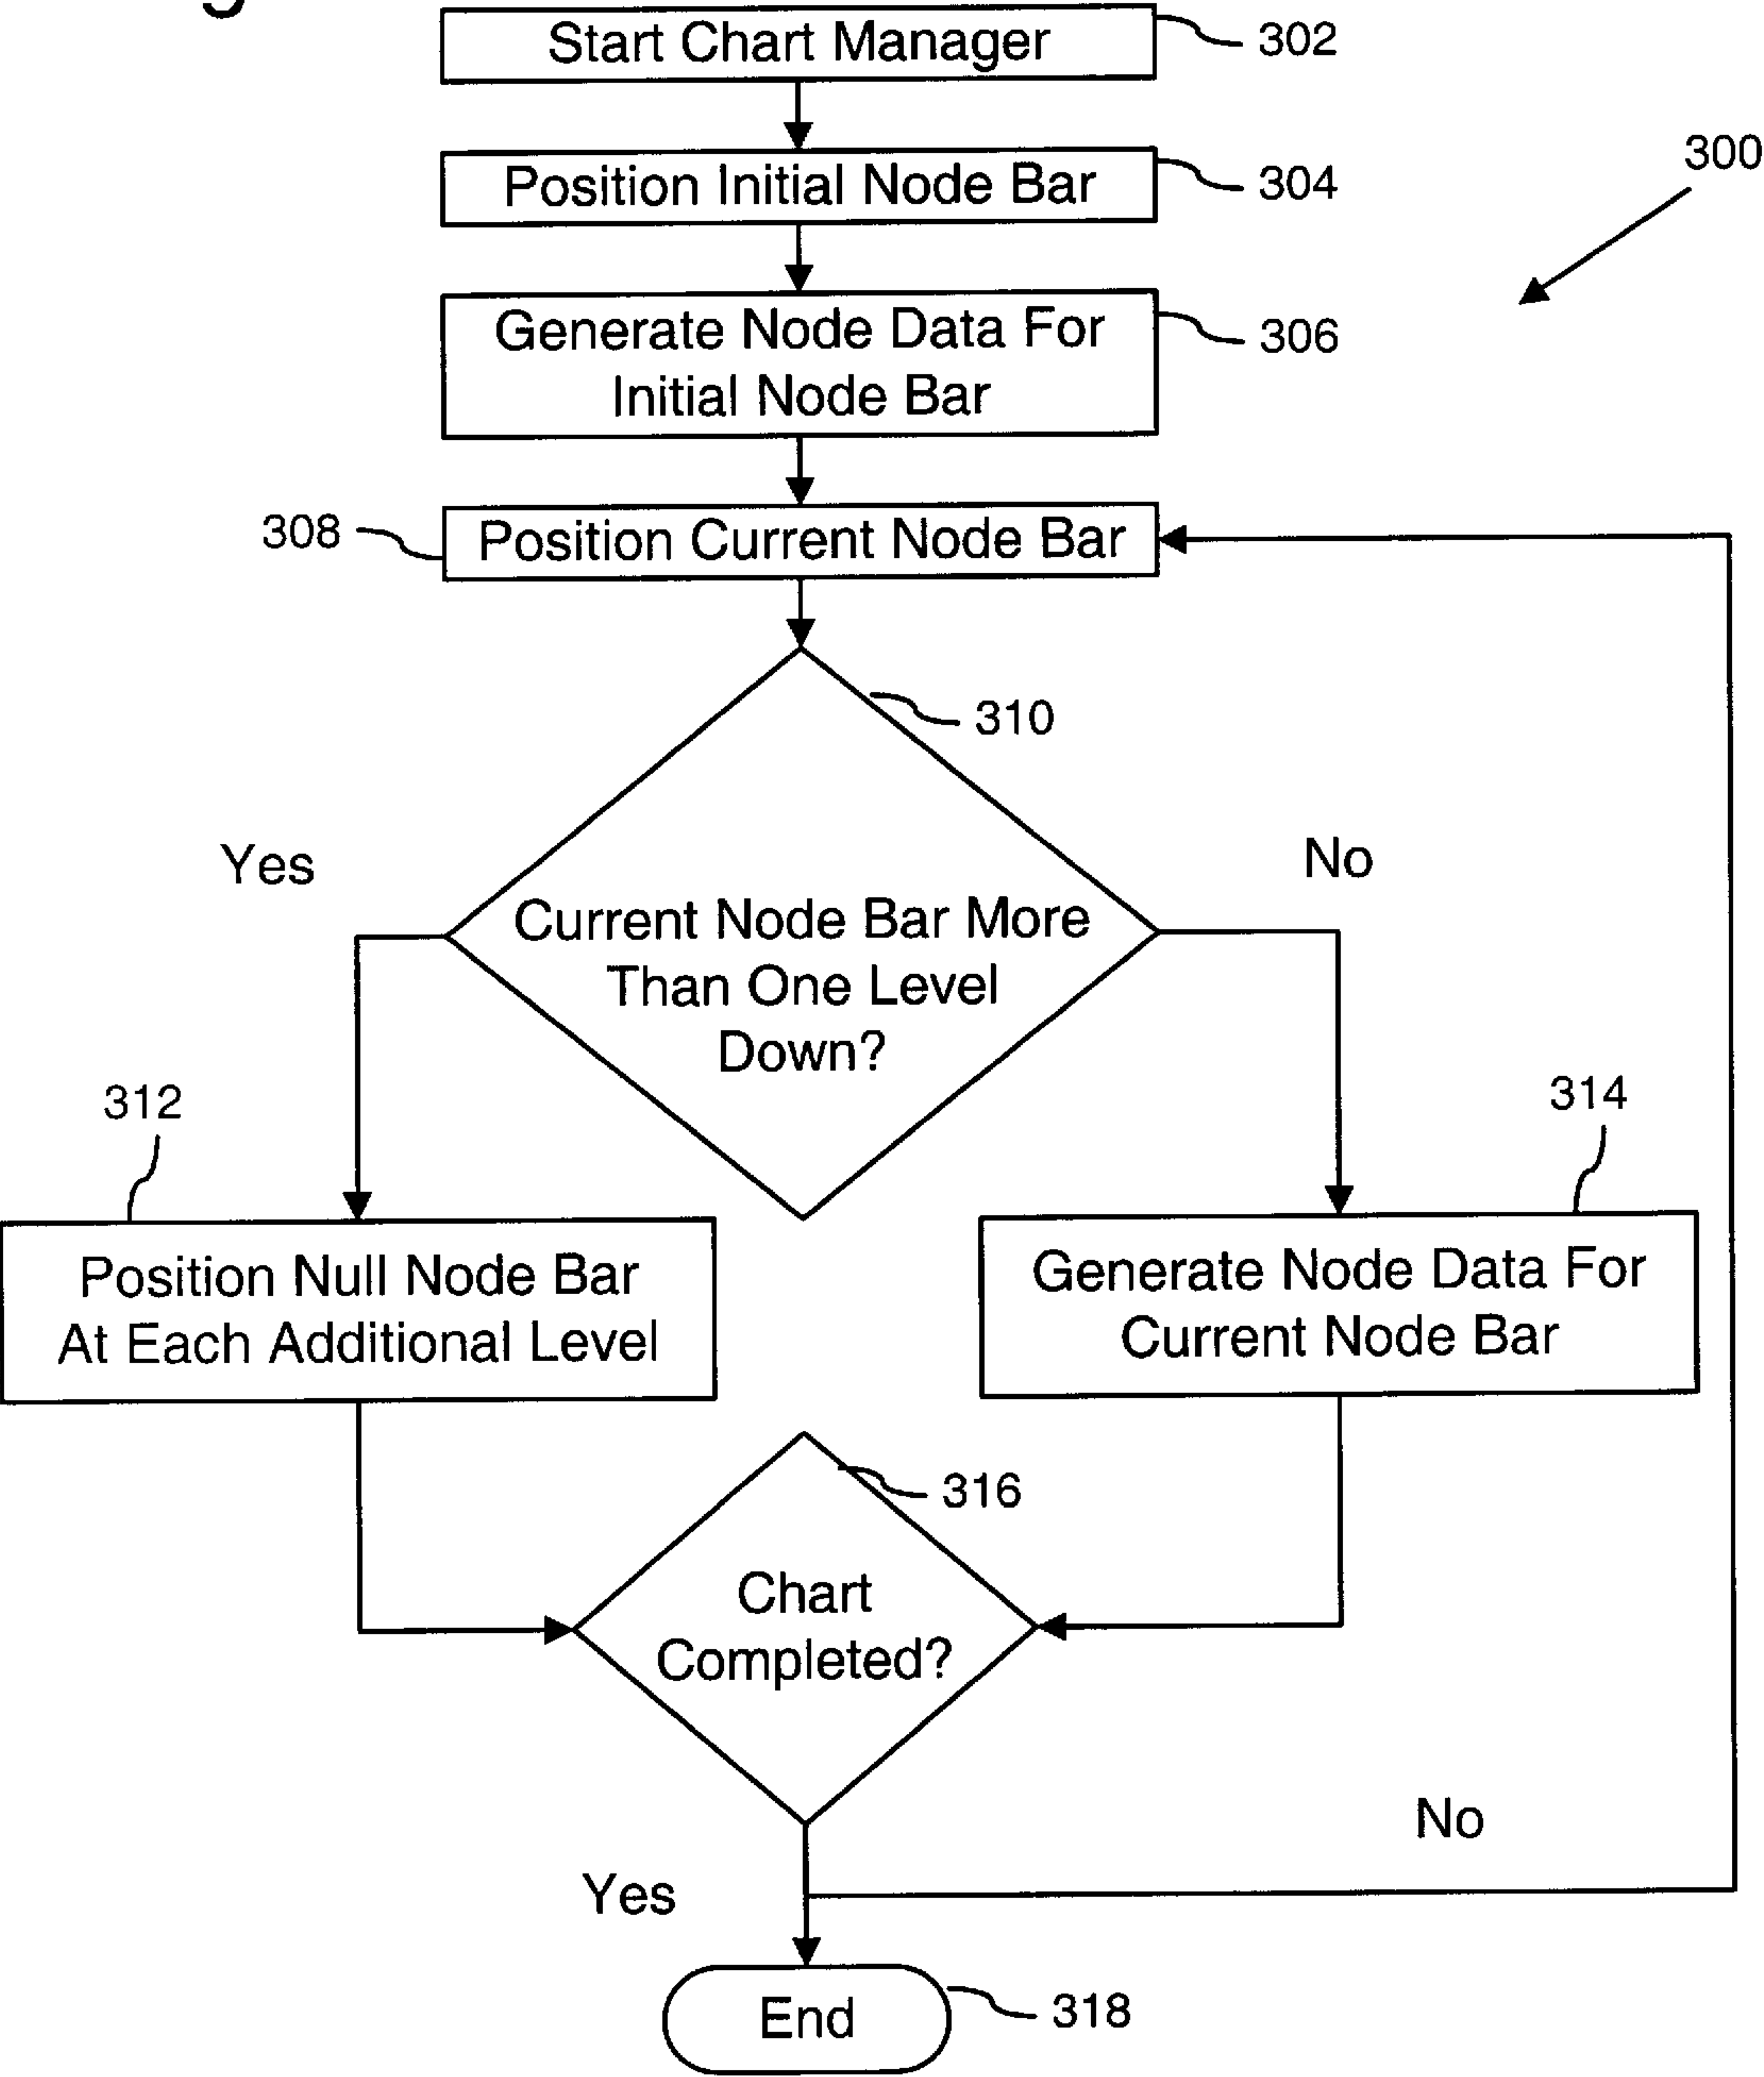 Start Chart Manager
302
Position Initial Node Bar
304
300
Generate Node Data For
Initial Node Bar
306
308
Position Current Node Bar
310
Yes
No
Current Node Bar More
Than One Level
Down?
312
314
Position Null Node Bar
At Each Additional Level
Generate Node Data For
Current Node Bar
316
Chart
Completed?
No
Yes
End
318